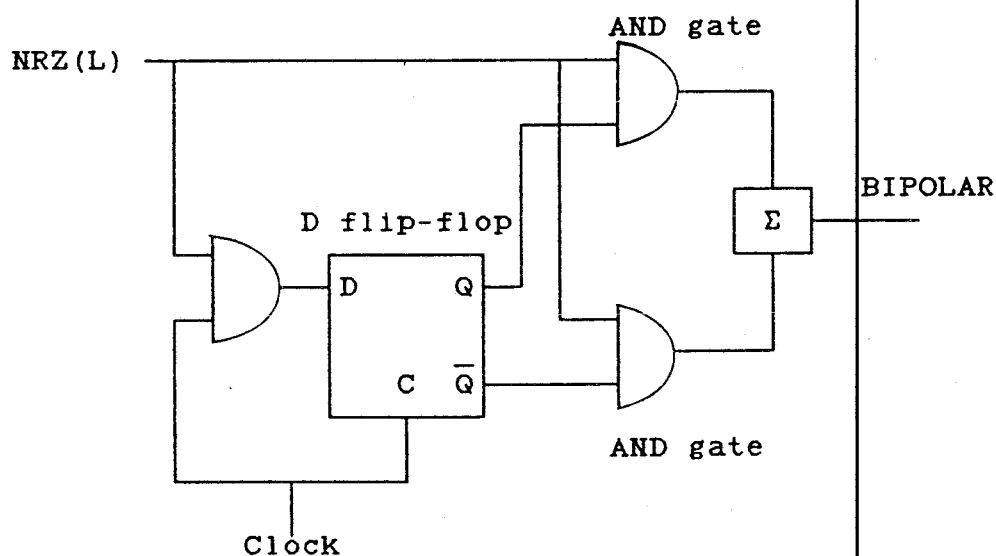 AND gate
NRZ(L)
BIPOLAR
Σ
D flip-flop
D Q
C Q̅
AND gate
Clock